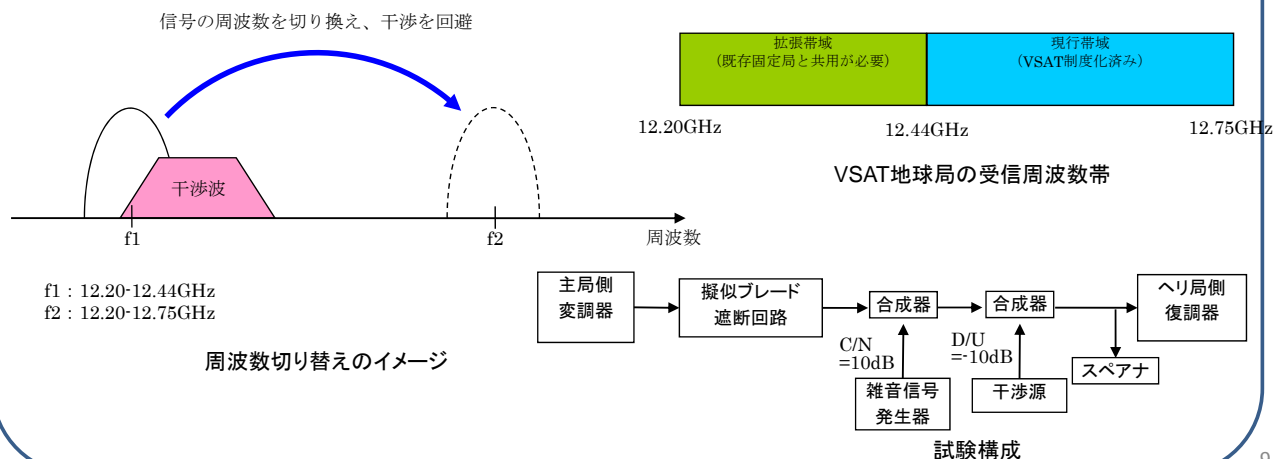 信号の周波数を切り換え、干渉を回避
干渉波
f1
f2
周波数
f1：12.20-12.44GHz
f2：12.20-12.75GHz
周波数切り替えのイメージ
拡張帯域
（既存固定局と共用が必要）
現行帯域
（VSAT制度化済み）
12.20GHz
12.44GHz
12.75GHz
VSAT地球局の受信周波数帯
主局側
変調器
擬似ブレード
遮断回路
合成器
合成器
ヘリ局側
復調器
C/N
=10dB
D/U
=-10dB
スペアナ
雑音信号
発生器
干渉源
試験構成
9